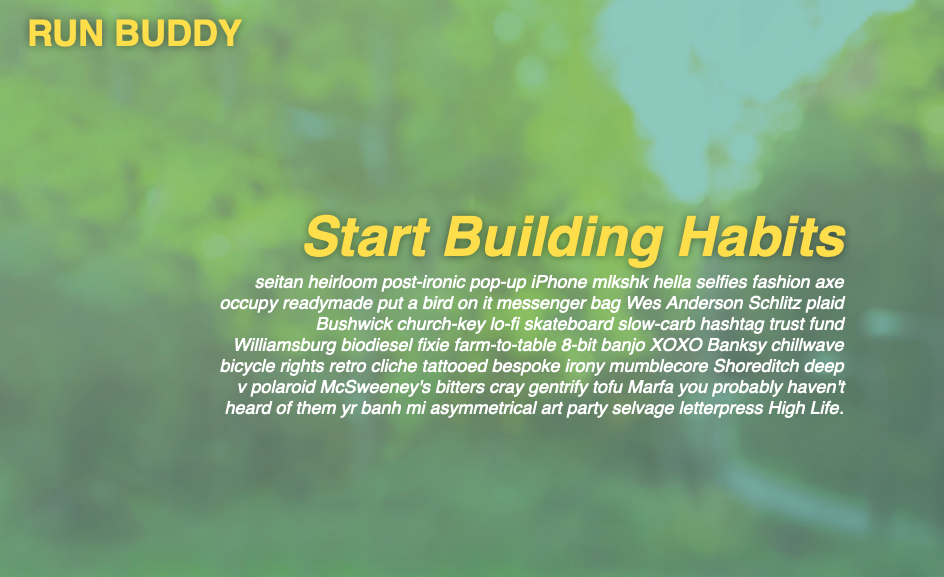 RUN BUDDY
Start Building Habits
seitan heirloom post-ironic pop-up iPhone mlkshk hella selfies fashion axe
occupy readymade put a bird on it messenger bag Wes Anderson Schlitz plaid
Bushwick church-key lo-fi skateboard slow-carb hashtag trust fund
Williamsburg biodiesel fixie farm-to-table 8-bit banjo XOXO Banksy chillwave
bicycle rights retro cliche tattooed bespoke irony mumblecore Shoreditch deep
v polaroid McSweeney's bitters cray gentrify tofu Marfa you probably haven't
heard of them yr banh mi asymmetrical art party selvage letterpress High Life.